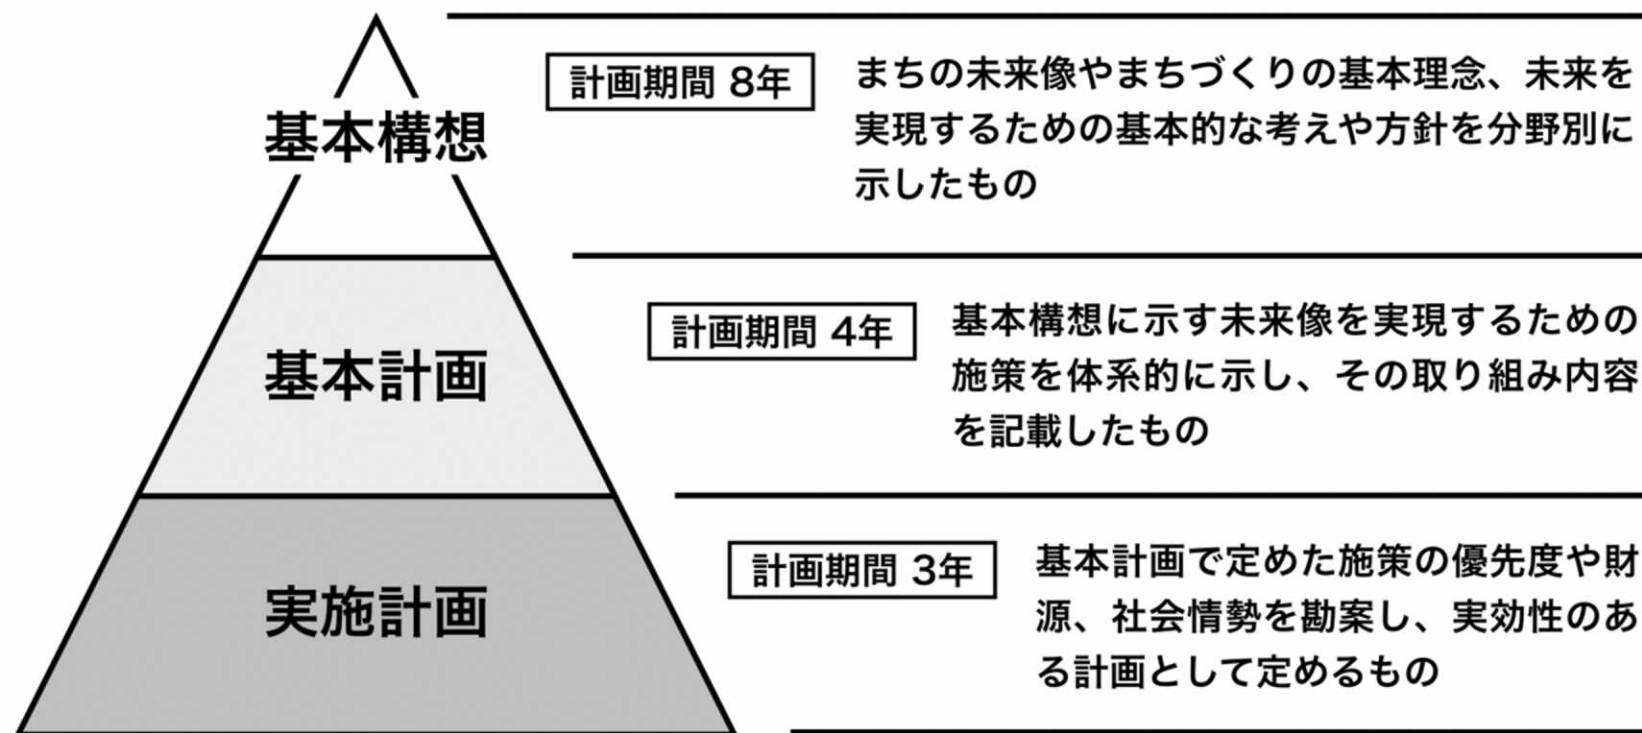 基本構想
計画期間 8年
まちの未来像やまちづくりの基本理念、未来を
実現するための基本的な考えや方針を分野別に
示したもの
基本計画
計画期間 4年
基本構想に示す未来像を実現するための
施策を体系的に示し、その取り組み内容
を記載したもの
実施計画
計画期間 3年
基本計画で定めた施策の優先度や財
源、社会情勢を勘案し、実効性のあ
る計画として定めるもの